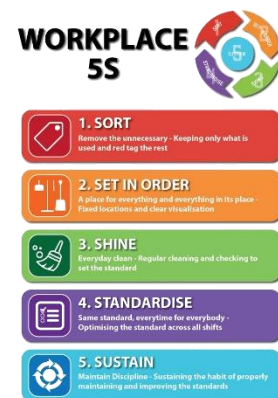 WORKPLACE
5S
1. SORT
Remove the unnecessary - Keeping only what is
used and red tag the rest
2. SET IN ORDER
A place for everything and everything in its place -
Fixed locations and clear visualisation
3. SHINE
Everyday clean - Regular cleaning and checking to
set the standard
4. STANDARDISE
Same standard, everytime for everybody -
Optimising the standard across all shifts
5. SUSTAIN
Maintain Discipline - Sustaining the habit of properly
maintaining and improving the standards